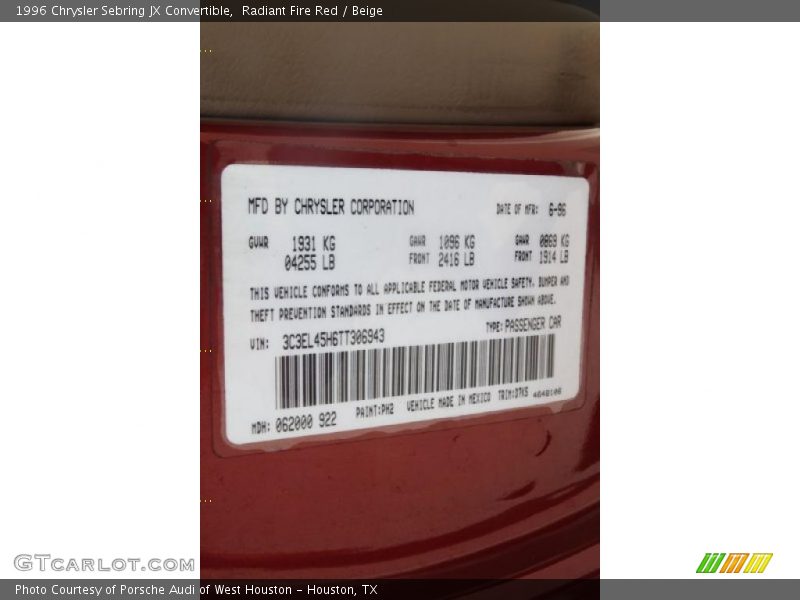 1996 Chrysler Sebring JX Convertible, Radiant Fire Red / Beige
MFD BY CHRYSLER CORPORATION DATE OF MFR: 6-96
GVWR 1931 KG GAWR 1096 KG GAWR 0869 KG
04255 LB FRONT 2416 LB FRONT 1914 LB
THIS VEHICLE CONFORMS TO ALL APPLICABLE FEDERAL MOTOR VEHICLE SAFETY, BUMPER AND
THEFT PREVENTION STANDARDS IN EFFECT ON THE DATE OF MANUFACTURE SHOWN ABOVE.
VIN: 3C3EL45H6TT306943 TYPE: PASSENGER CAR
MDH: 062000 922 PAINT: PH2 VEHICLE MADE IN MEXICO TRIM:
GTCARLOT.COM
Photo Courtesy of Porsche Audi of West Houston - Houston, TX